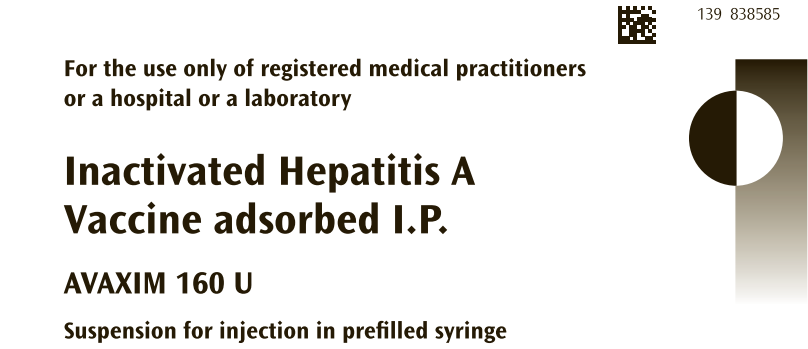 139 838585
For the use only of registered medical practitioners
or a hospital or a laboratory
Inactivated Hepatitis A
Vaccine adsorbed I.P.
AVAXIM 160 U
Suspension for injection in prefilled syringe